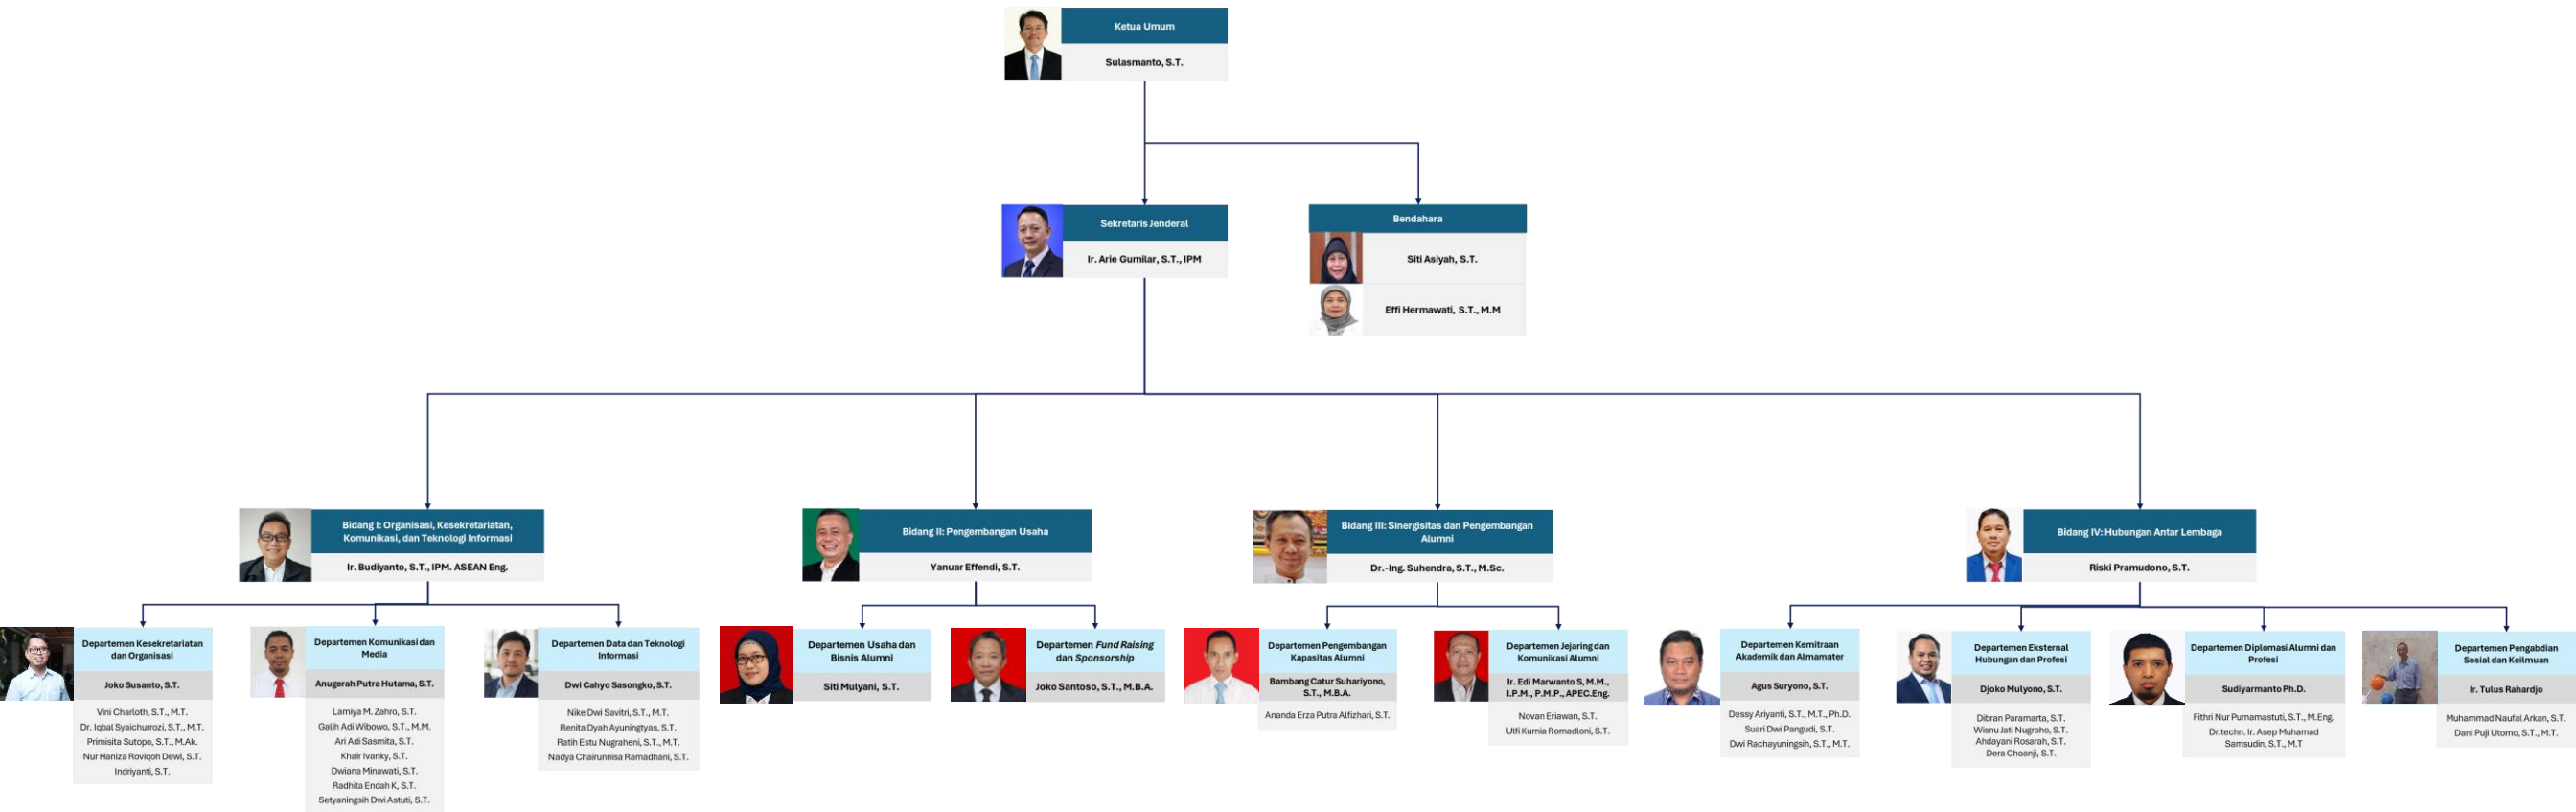 Ketua Umum
Sulasmanto, S.T.
Sekretaris Jenderal
Ir. Arie Gumilar, S.T., IPM
Bendahara
Siti Asiyah, S.T.
Effi Hermawati, S.T., M.M
Bidang I: Organisasi, Kesekretariatan,
Komunikasi, dan Teknologi Informasi
Ir. Budiyanto, S.T., IPM. ASEAN Eng.
Bidang II: Pengembangan Usaha
Yanuar Effendi, S.T.
Bidang III: Sinergisitas dan Pengembangan
Alumni
Dr.-Ing. Suhendra, S.T., M.Sc.
Bidang IV: Hubungan Antar Lembaga
Riski Pramudono, S.T.
Departemen Kesekretariatan
dan Organisasi
Joko Susanto, S.T.
Vini Charloth, S.T., M.T.
Dr. Iqbal Syaichurrozi, S.T., M.T.
Primisita Sutopo, S.T., M.Ak.
Nur Haniza Roviqoh Dewi, S.T.
Indriyanti, S.T.
Departemen Komunikasi dan
Media
Anugerah Putra Hutama, S.T.
Lamiya M. Zahro, S.T.
Galih Adi Wibowo, S.T., M.M.
Ari Adi Sasmita, S.T.
Khair Ivanky, S.T.
Dwiana Minawati, S.T.
Radhita Endah K, S.T.
Setyaningsih Dwi Astuti, S.T.
Departemen Data dan Teknologi
Informasi
Dwi Cahyo Sasongko, S.T.
Nike Dwi Savitri, S.T., M.T.
Renita Dyah Ayuningtyas, S.T.
Ratih Estu Nugraheni, S.T., M.T.
Nadya Chairunnisa Ramadhani, S.T.
Departemen Usaha dan
Bisnis Alumni
Siti Mulyani, S.T.
Departemen Fund Raising
dan Sponsorship
Joko Santoso, S.T., M.B.A.
Departemen Pengembangan
Kapasitas Alumni
Bambang Catur Suhariyono,
S.T., M.B.A.
Ananda Erza Putra Alfizhari, S.T.
Departemen Jejaring dan
Komunikasi Alumni
Ir. Edi Marwanto S, M.M.,
I.P.M., P.M.P., APEC.Eng.
Novan Eriawan, S.T.
Ulfi Kurnia Romadloni, S.T.
Departemen Kemitraan
Akademik dan Almamater
Agus Suryono, S.T.
Dessy Ariyanti, S.T., M.T., Ph.D.
Suari Dwi Pangudi, S.T.
Dwi Rachayuningsih, S.T., M.T.
Departemen Eksternal
Hubungan dan Profesi
Djoko Mulyono, S.T.
Dibran Paramarta, S.T.
Wisnu Jati Nugroho, S.T.
Ahdayani Rosarah, S.T.
Dera Choanji, S.T.
Departemen Diplomasi Alumni dan
Profesi
Sudiyarmanto Ph.D.
Fithri Nur Purnamastuti, S.T., M.Eng.
Dr.techn. Ir. Asep Muhamad
Samsudin, S.T., M.T
Departemen Pengabdian
Sosial dan Keilmuan
Ir. Tulus Rahardjo
Muhammad Naufal Arkan, S.T.
Dani Puji Utomo, S.T., M.T.